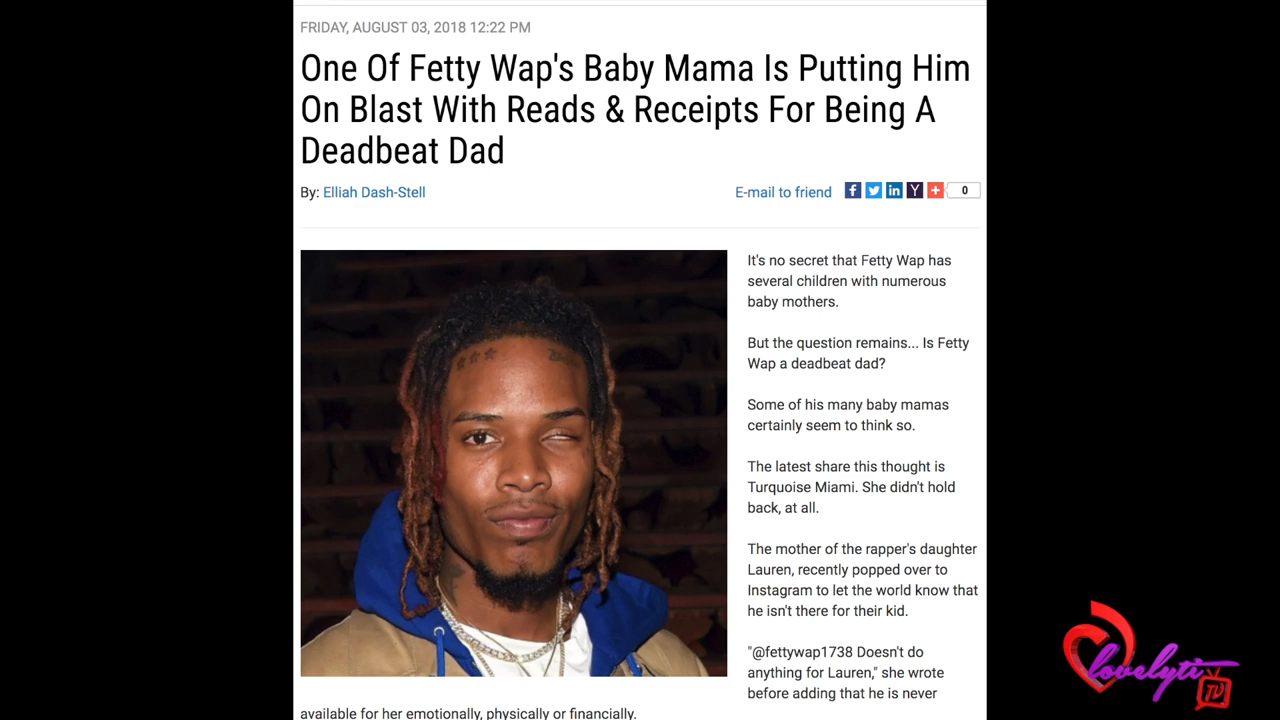 FRIDAY, AUGUST 03, 2018 12:22 PM
One Of Fetty Wap's Baby Mama Is Putting Him
On Blast With Reads & Receipts For Being A
Deadbeat Dad
By: Elliah Dash-Stell
E-mail to friend
0
It's no secret that Fetty Wap has
several children with numerous
baby mothers.
But the question remains... Is Fetty
Wap a deadbeat dad?
Some of his many baby mamas
certainly seem to think so.
The latest share this thought is
Turquoise Miami. She didn't hold
back, at all.
The mother of the rapper's daughter
Lauren, recently popped over to
Instagram to let the world know that
he isn't there for their kid.
"@fettywap1738 Doesn't do
anything for Lauren," she wrote
before adding that he is never
available for her emotionally, physically or financially.
lovelyti
TV